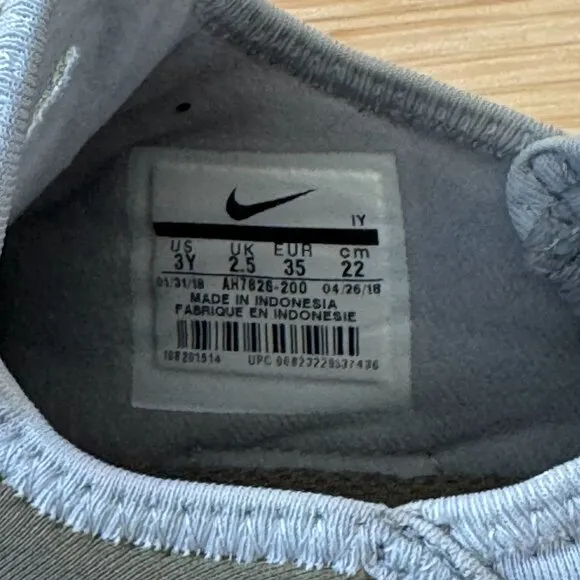 IY
US UK EUR cm
3Y 2.5 35 22
01/31/18 AH7826-200 04/26/18
MADE IN INDONESIA
FABRIQUE EN INDONESIE
UPC